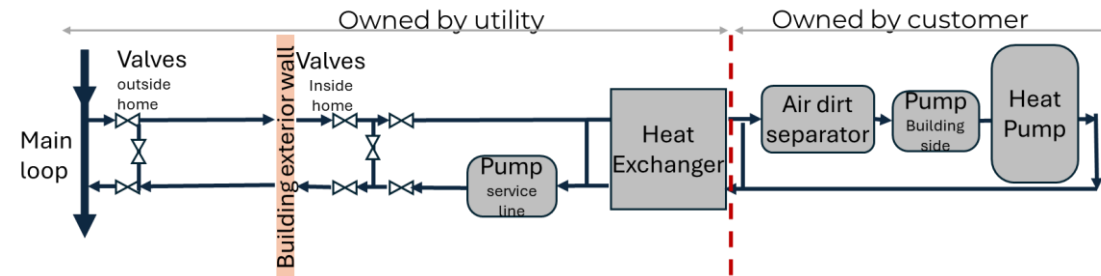 Owned by utility
Owned by customer
Valves
outside
home
Building exterior wall
Valves
Inside
home
Main
loop
Pump
service
line
Heat
Exchanger
Air dirt
separator
Pump
Building
side
Heat
Pump